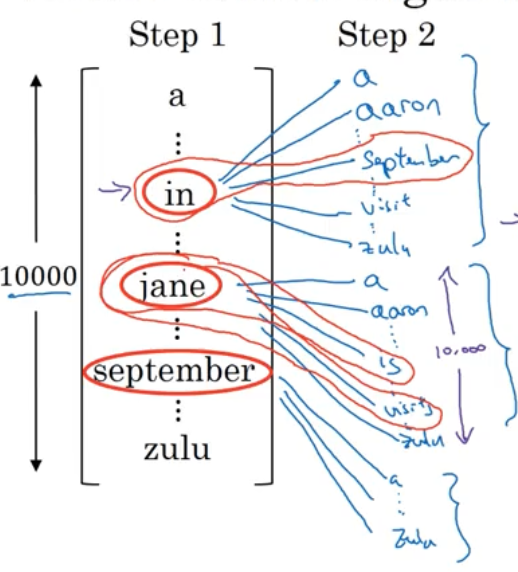 Step 1
Step 2
a
in
10000
jane
september
zulu
a
aaron
September
visit
zulu
a
aaron
is
10,000
visits
zulu
a
Zulu